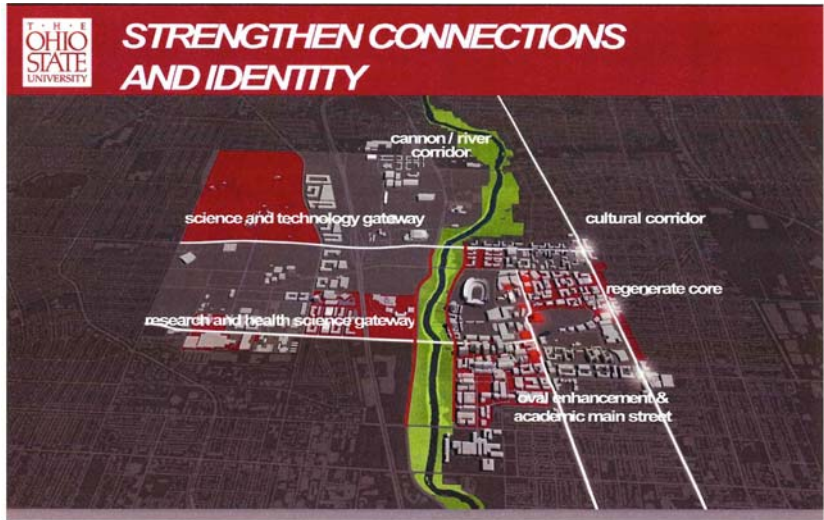 T · H · E
OHIO
STATE
UNIVERSITY
STRENGTHEN CONNECTIONS
AND IDENTITY
cannon / river
corridor
science and technology gateway
cultural corridor
regenerate core
research and health science gateway
oval enhancement &
academic main street